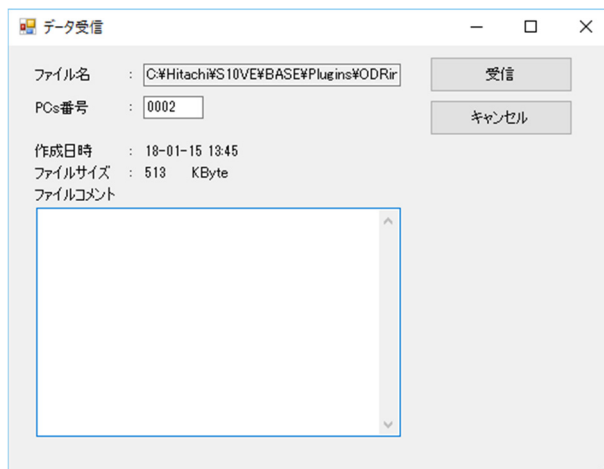 データ受信
ファイル名 : C:¥Hitachi¥S10VE¥BASE¥Plugins¥ODRir
受信
PCs番号 : 0002
キャンセル
作成日時 : 18-01-15 13:45
ファイルサイズ : 513 KByte
ファイルコメント